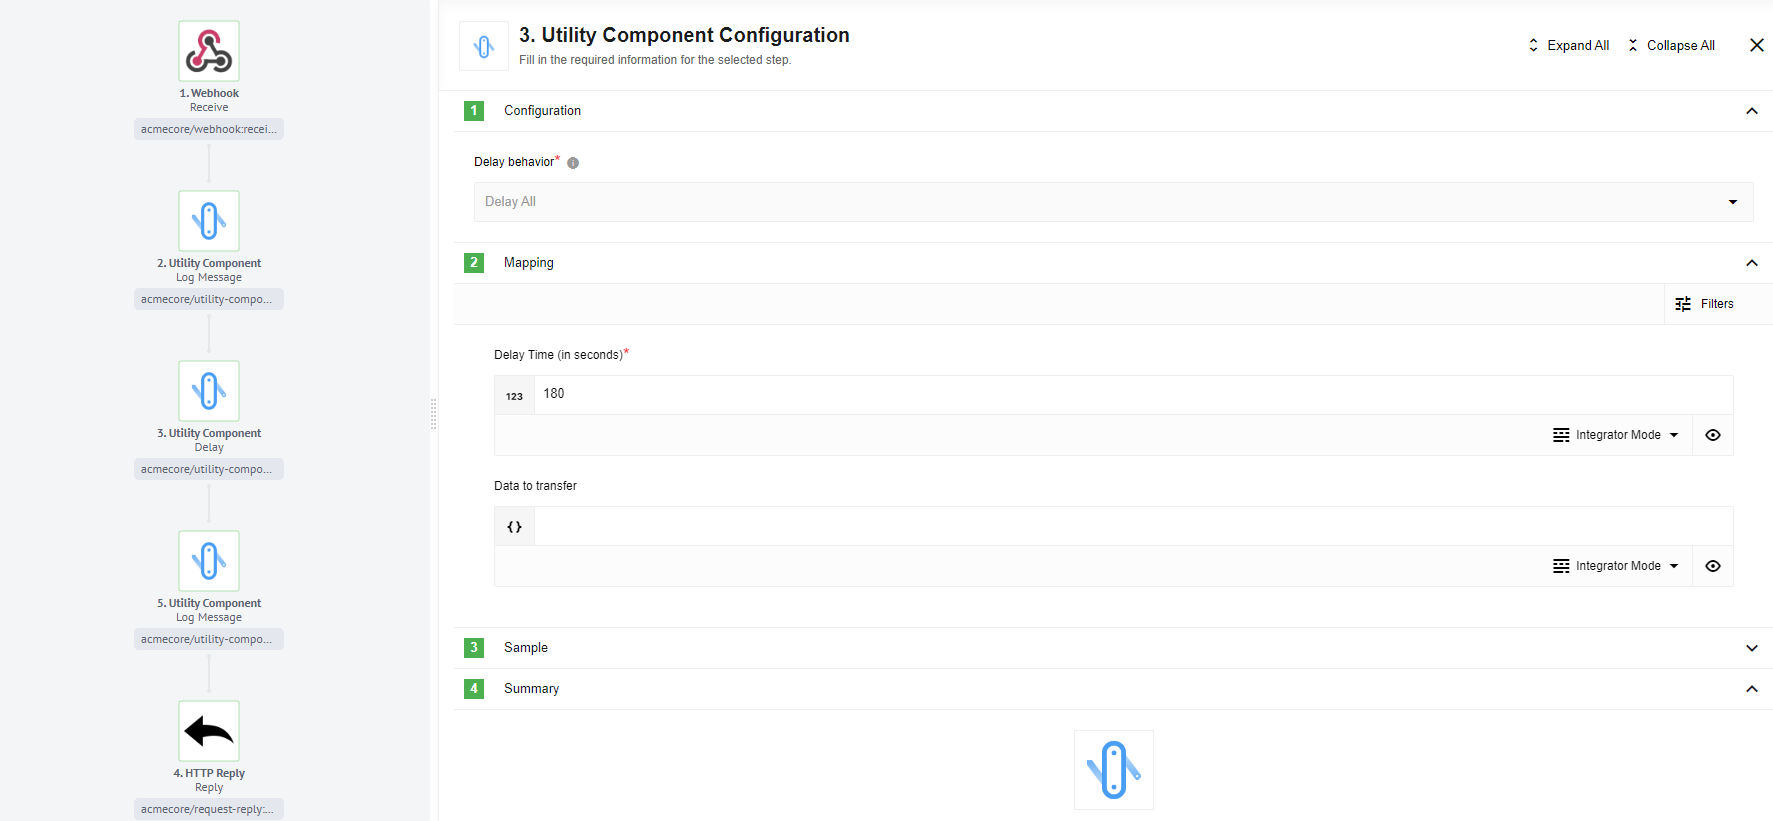 1. Webhook
Receive
acmecore/webhook:recei...
2. Utility Component
Log Message
acmecore/utility-compo...
3. Utility Component
Delay
acmecore/utility-compo...
5. Utility Component
Log Message
acmecore/utility-compo...
4. HTTP Reply
Reply
acmecore/request-reply:...
3. Utility Component Configuration
Fill in the required information for the selected step.
Expand All
Collapse All
1 Configuration
Delay behavior*
Delay All
2 Mapping
Filters
Delay Time (in seconds)*
123 180
Integrator Mode
Data to transfer
{}
Integrator Mode
3 Sample
4 Summary